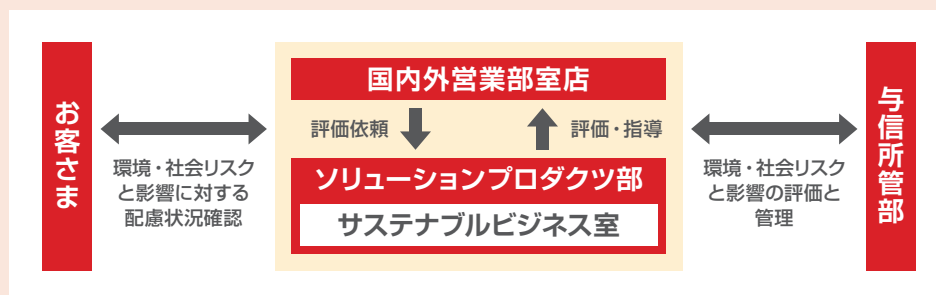 お客さま
環境・社会リスク
と影響に対する
配慮状況確認
国内外営業部室店
評価依頼
評価・指導
ソリューションプロダクツ部
サステナブルビジネス室
環境・社会リスク
と影響の評価と
管理
与信所管部